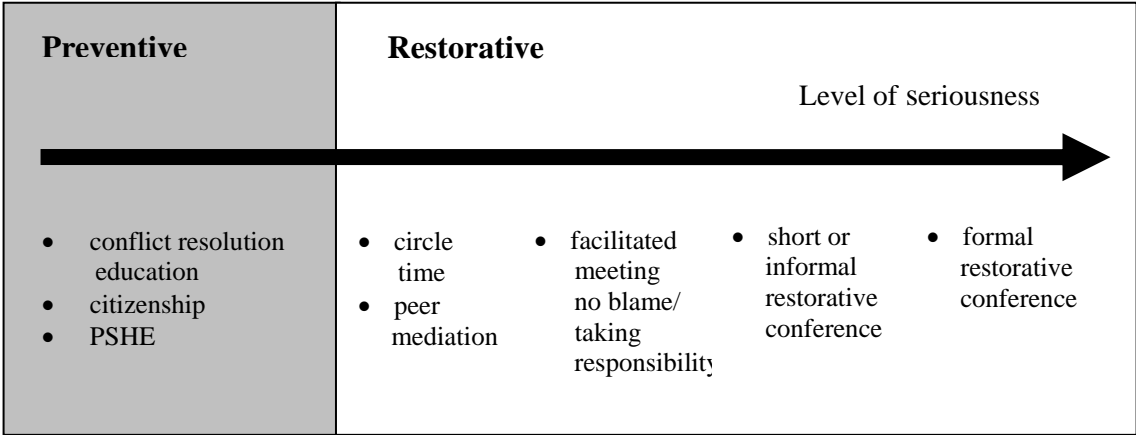 Preventive
Restorative
Level of seriousness
• conflict resolution
education
• citizenship
• PSHE
• circle
time
• peer
mediation
• facilitated
meeting
no blame/
taking
responsibility
• short or
informal
restorative
conference
• formal
restorative
conference